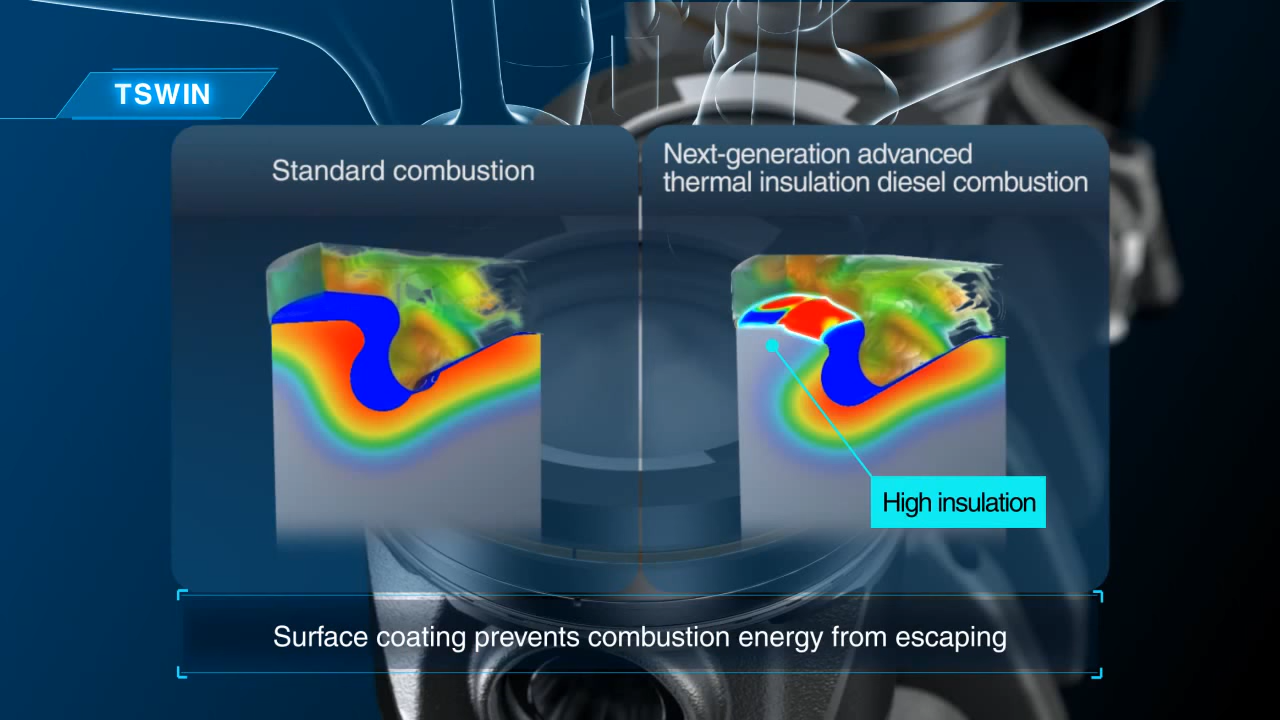 TSWIN
Standard combustion
Next-generation advanced
thermal insulation diesel combustion
High insulation
Surface coating prevents combustion energy from escaping